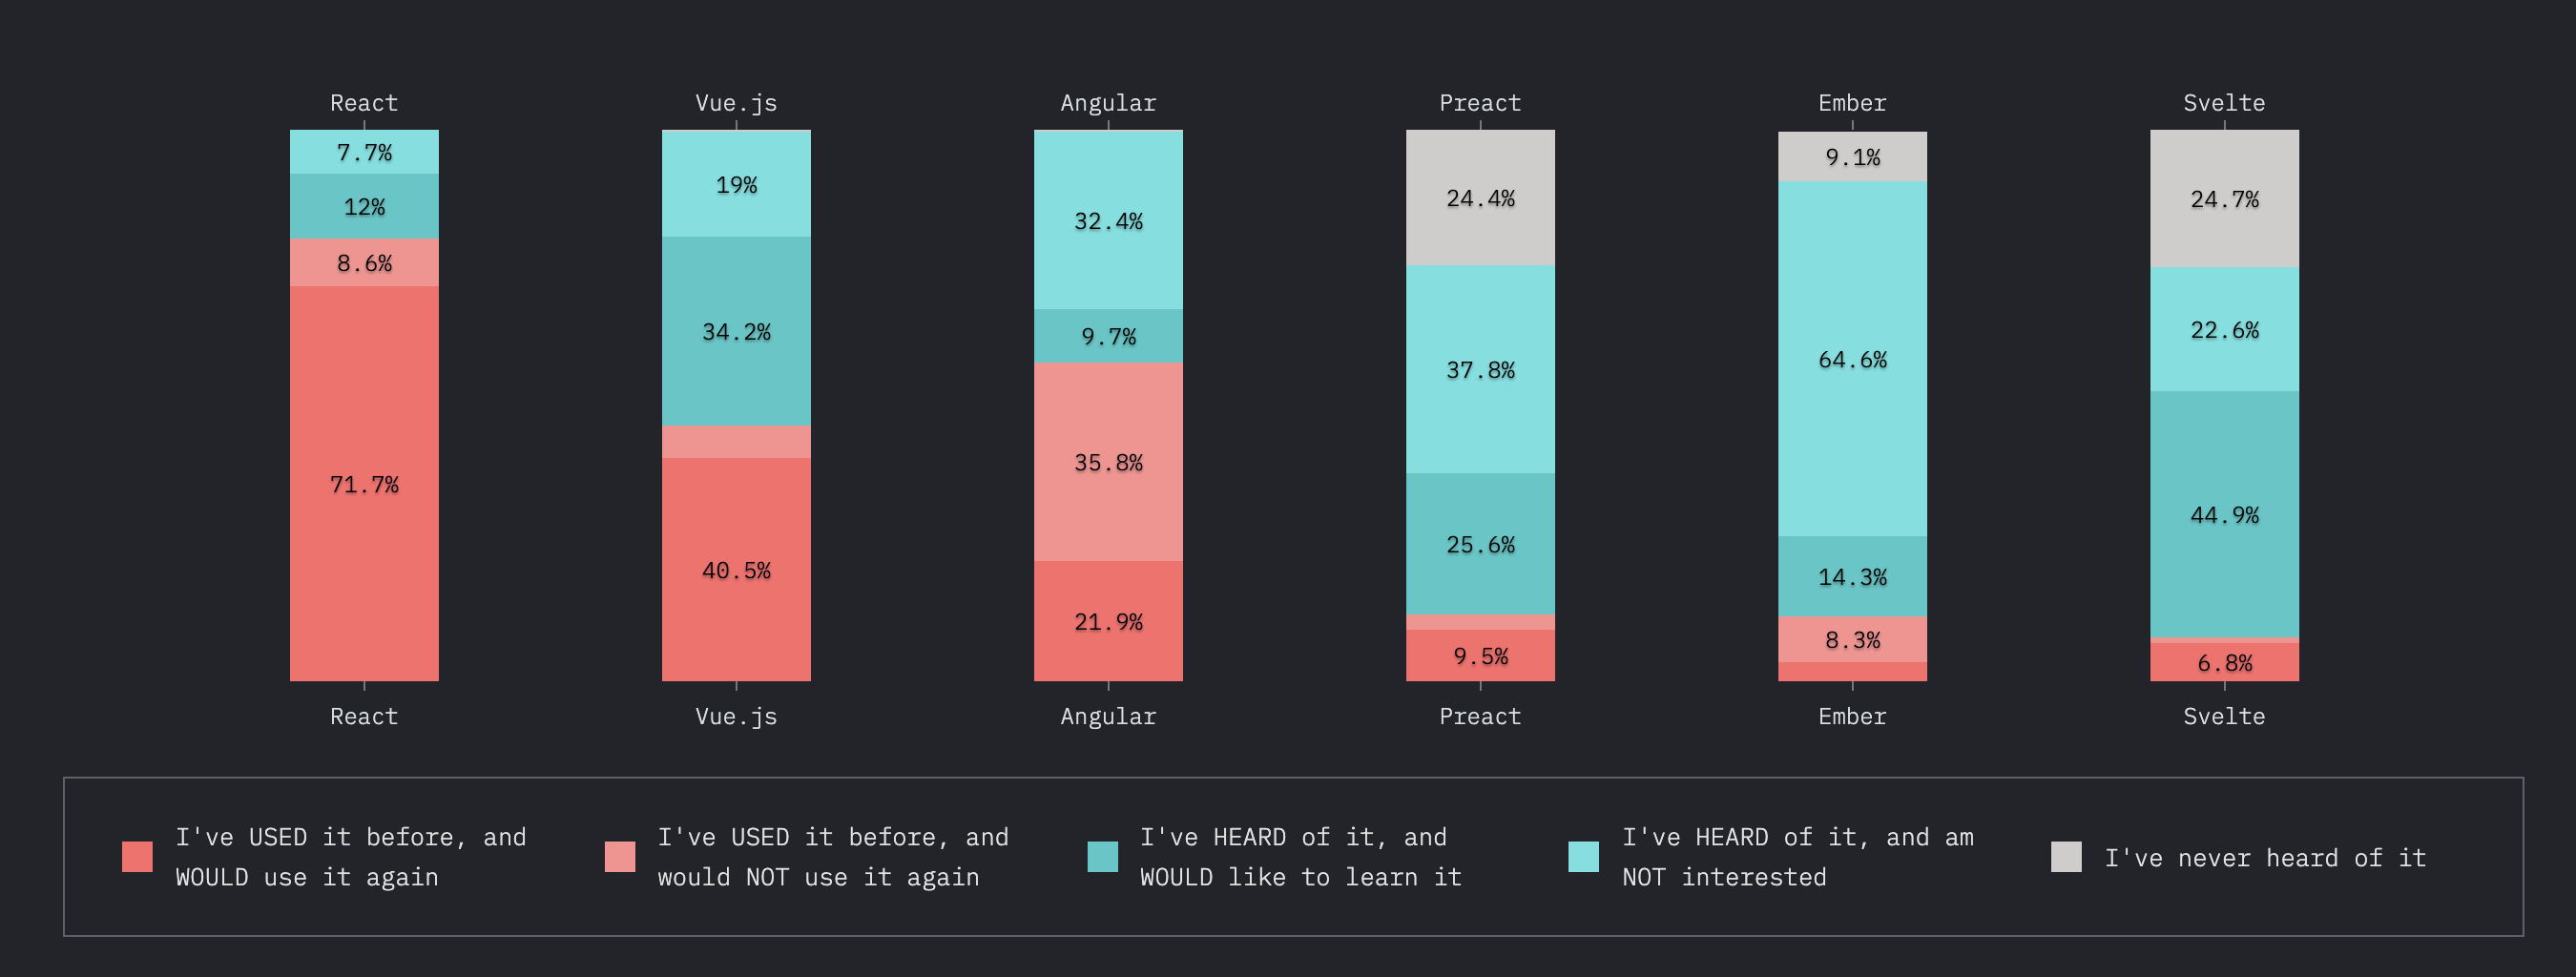 React
Vue.js
Angular
Preact
Ember
Svelte
7.7%
12%
8.6%
71.7%
19%
34.2%
40.5%
32.4%
9.7%
35.8%
21.9%
24.4%
37.8%
25.6%
9.5%
9.1%
64.6%
14.3%
8.3%
24.7%
22.6%
44.9%
6.8%
React
Vue.js
Angular
Preact
Ember
Svelte
I've USED it before, and
WOULD use it again
I've USED it before, and
would NOT use it again
I've HEARD of it, and
WOULD like to learn it
I've HEARD of it, and am
NOT interested
I've never heard of it